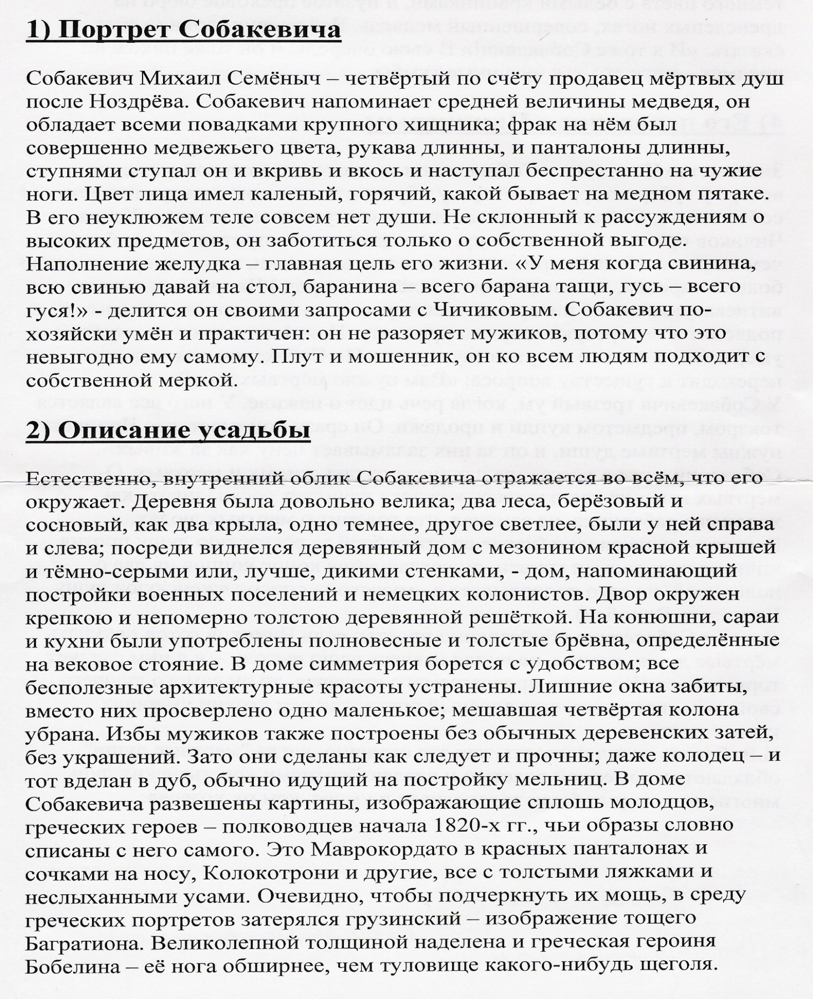 1) Портрет Собакевича
Собакевич Михаил Семёныч – четвёртый по счёту продавец мёртвых душ
после Ноздрёва. Собакевич напоминает средней величины медведя, он
обладает всеми повадками крупного хищника; фрак на нём был
совершенно медвежьего цвета, рукава длинны, и панталоны длинны,
ступнями ступал он и вкривь и вкось и наступал беспрестанно на чужие
ноги. Цвет лица имел каленый, горячий, какой бывает на медном пятаке.
В его неуклюжем теле совсем нет души. Не склонный к рассуждениям о
высоких предметов, он заботиться только о собственной выгоде.
Наполнение желудка – главная цель его жизни. «У меня когда свинина,
всю свинью давай на стол, баранина – всего барана тащи, гусь – всего
гуся!» - делится он своими запросами с Чичиковым. Собакевич по-
хозяйски умён и практичен: он не разоряет мужиков, потому что это
невыгодно ему самому. Плут и мошенник, он ко всем людям подходит с
собственной меркой.
2) Описание усадьбы
Естественно, внутренний облик Собакевича отражается во всём, что его
окружает. Деревня была довольно велика; два леса, берёзовый и
сосновый, как два крыла, одно темнее, другое светлее, были у ней справа
и слева; посреди виднелся деревянный дом с мезонином красной крышей
и тёмно-серыми или, лучше, дикими стенками, - дом, напоминающий
постройки военных поселений и немецких колонистов. Двор окружен
крепкою и непомерно толстою деревянной решёткой. На конюшни, сараи
и кухни были употреблены полновесные и толстые брёвна, определённые
на вековое стояние. В доме симметрия борется с удобством; все
бесполезные архитектурные красоты устранены. Лишние окна забиты,
вместо них просверлено одно маленькое; мешавшая четвёртая колона
убрана. Избы мужиков также построены без обычных деревенских затей,
без украшений. Зато они сделаны как следует и прочны; даже колодец – и
тот вделан в дуб, обычно идущий на постройку мельниц. В доме
Собакевича развешены картины, изображающие сплошь молодцов,
греческих героев – полководцев начала 1820-х гг., чьи образы словно
списаны с него самого. Это Маврокордато в красных панталонах и
сочками на носу, Колокотрони и другие, все с толстыми ляжками и
неслыханными усами. Очевидно, чтобы подчеркнуть их мощь, в среду
греческих портретов затерялся грузинский – изображение тощего
Багратиона. Великолепной толщиной наделена и греческая героиня
Бобелина – её нога обширнее, чем туловище какого-нибудь щеголя.